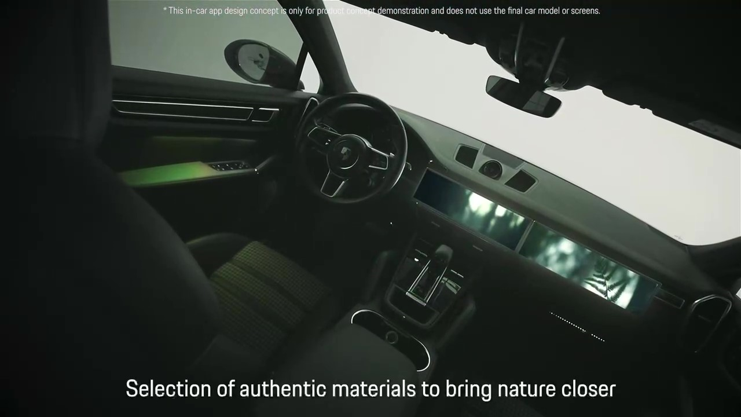 * This in-car app design concept is only for product concept demonstration and does not use the final car model or screens.
Selection of authentic materials to bring nature closer